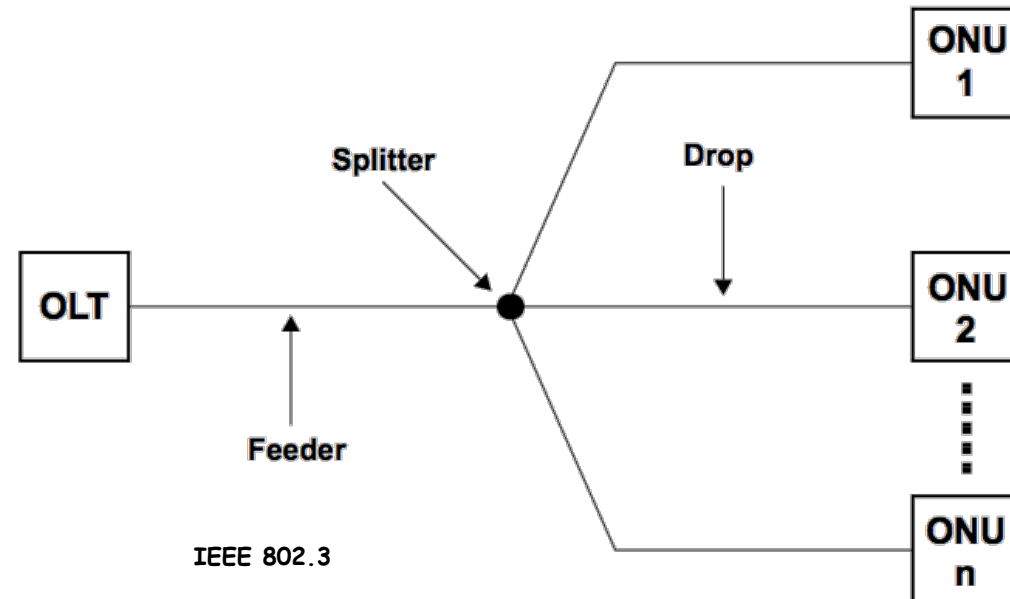 ONU
1
Splitter
Drop
OLT
ONU
2
Feeder
ONU
n
IEEE 802.3